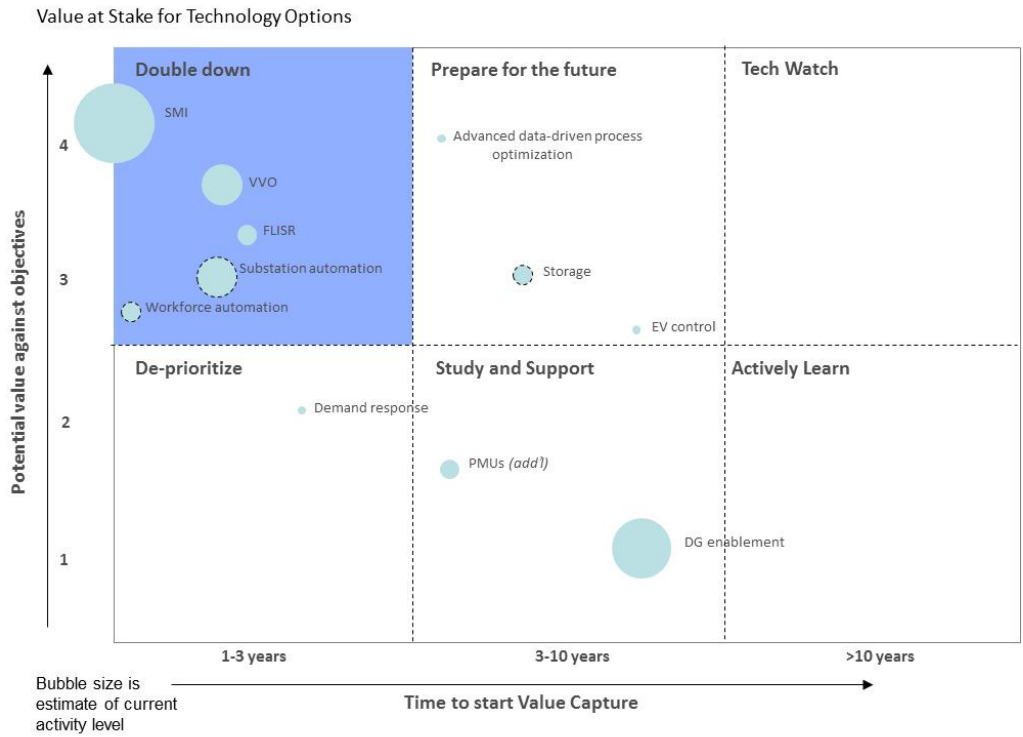 Value at Stake for Technology Options
Double down
Prepare for the future
Tech Watch
SMI
4
Advanced data-driven process
optimization
VVO
FLISR
Substation automation
3
Storage
Workforce automation
EV control
Potential value against objectives
De-prioritize
Study and Support
Actively Learn
Demand response
2
PMUs (add'l)
DG enablement
1
1-3 years
3-10 years
>10 years
Bubble size is
estimate of current
activity level
Time to start Value Capture